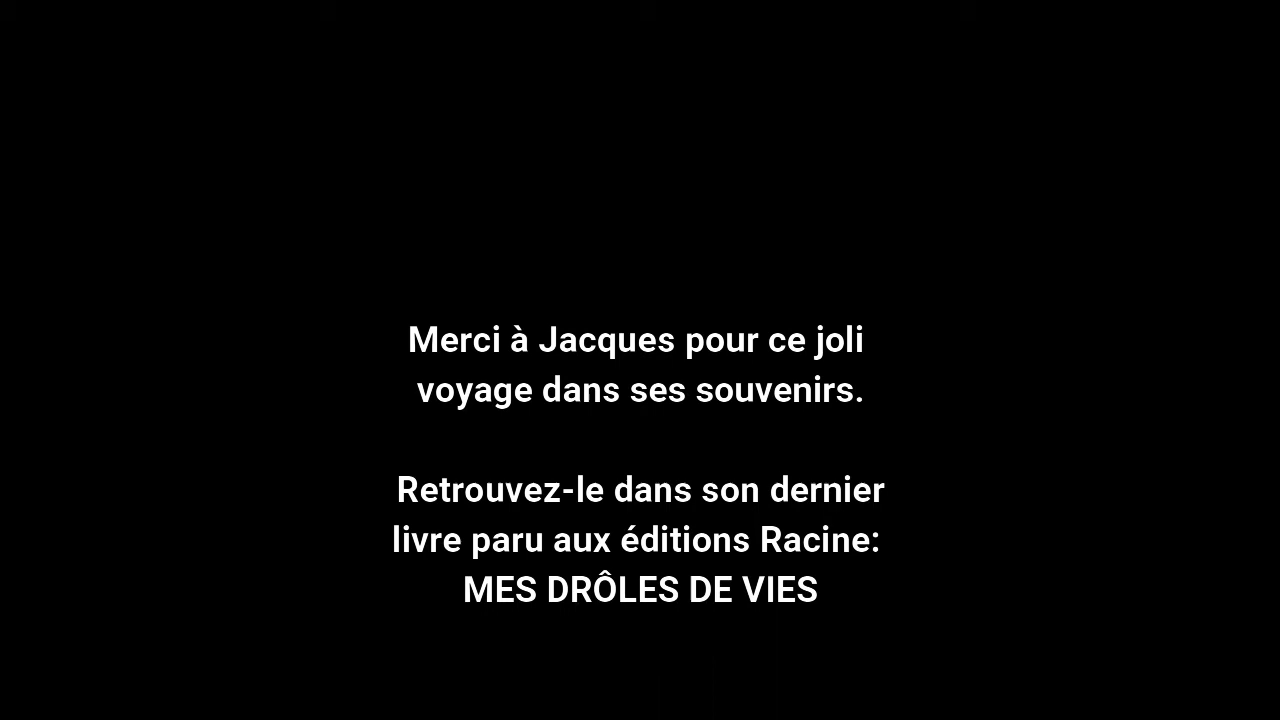 Merci à Jacques pour ce joli
voyage dans ses souvenirs.
Retrouvez-le dans son dernier
livre paru aux éditions Racine:
MES DRÔLES DE VIES